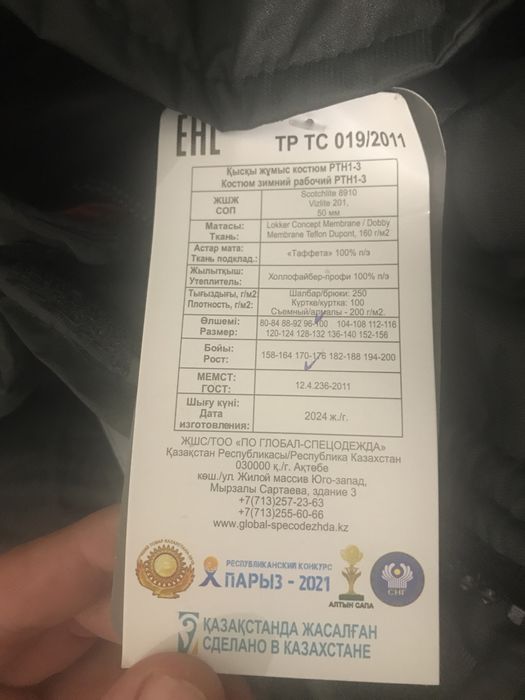 EAC
ТР ТС 019/2011
Қысқы жұмыс костюм РТН1-3
Костюм зимний рабочий РТН1-3
ЖШЖ
СОП
Scotchlite 8910
Vizlite 201,
50 мм
Матасы:
Ткань:
Lokker Concept Membrane / Dobby
Membrane Teflon Dupont, 160 г/м2
Астар мата:
Ткань подклад.:
«Таффета» 100% п/э
Жылытқыш:
Утеплитель:
Холлофайбер-профи 100% п/э
Тығыздығы, г/м2:
Плотность, г/м2:
Шалбар/брюки: 250
Куртке/куртка: 100
Съемный/ - 200 г/м2.
Өлшемі:
Размер:
80-84 88-92 96-100 104-108 112-116
120-124 128-132 136-140 152-156
Бойы:
Рост:
158-164 170-176 182-188 194-200
МЕМСТ:
ГОСТ:
12.4.236-2011
Шығу күні:
Дата
изготовления:
2024 ж./г.
ЖШС/ТОО «ПО ГЛОБАЛ-СПЕЦОДЕЖДА»
Қазақстан Республикасы/Республика Казахстан
030000 қ./г. Ақтөбе
көш./ул. Жилой массив Юго-запад,
Мырзалы Сартаева, здание 3
+7(713)257-23-63
+7(713)255-60-66
www.global-specodezhda.kz
РЕСПУБЛИКАНСКИЙ КОНКУРС
ПАРЫЗ - 2021
АЛТЫН САПА
СНГ
ҚАЗАҚСТАНДА ЖАСАЛҒАН
СДЕЛАНО В КАЗАХСТАНЕ